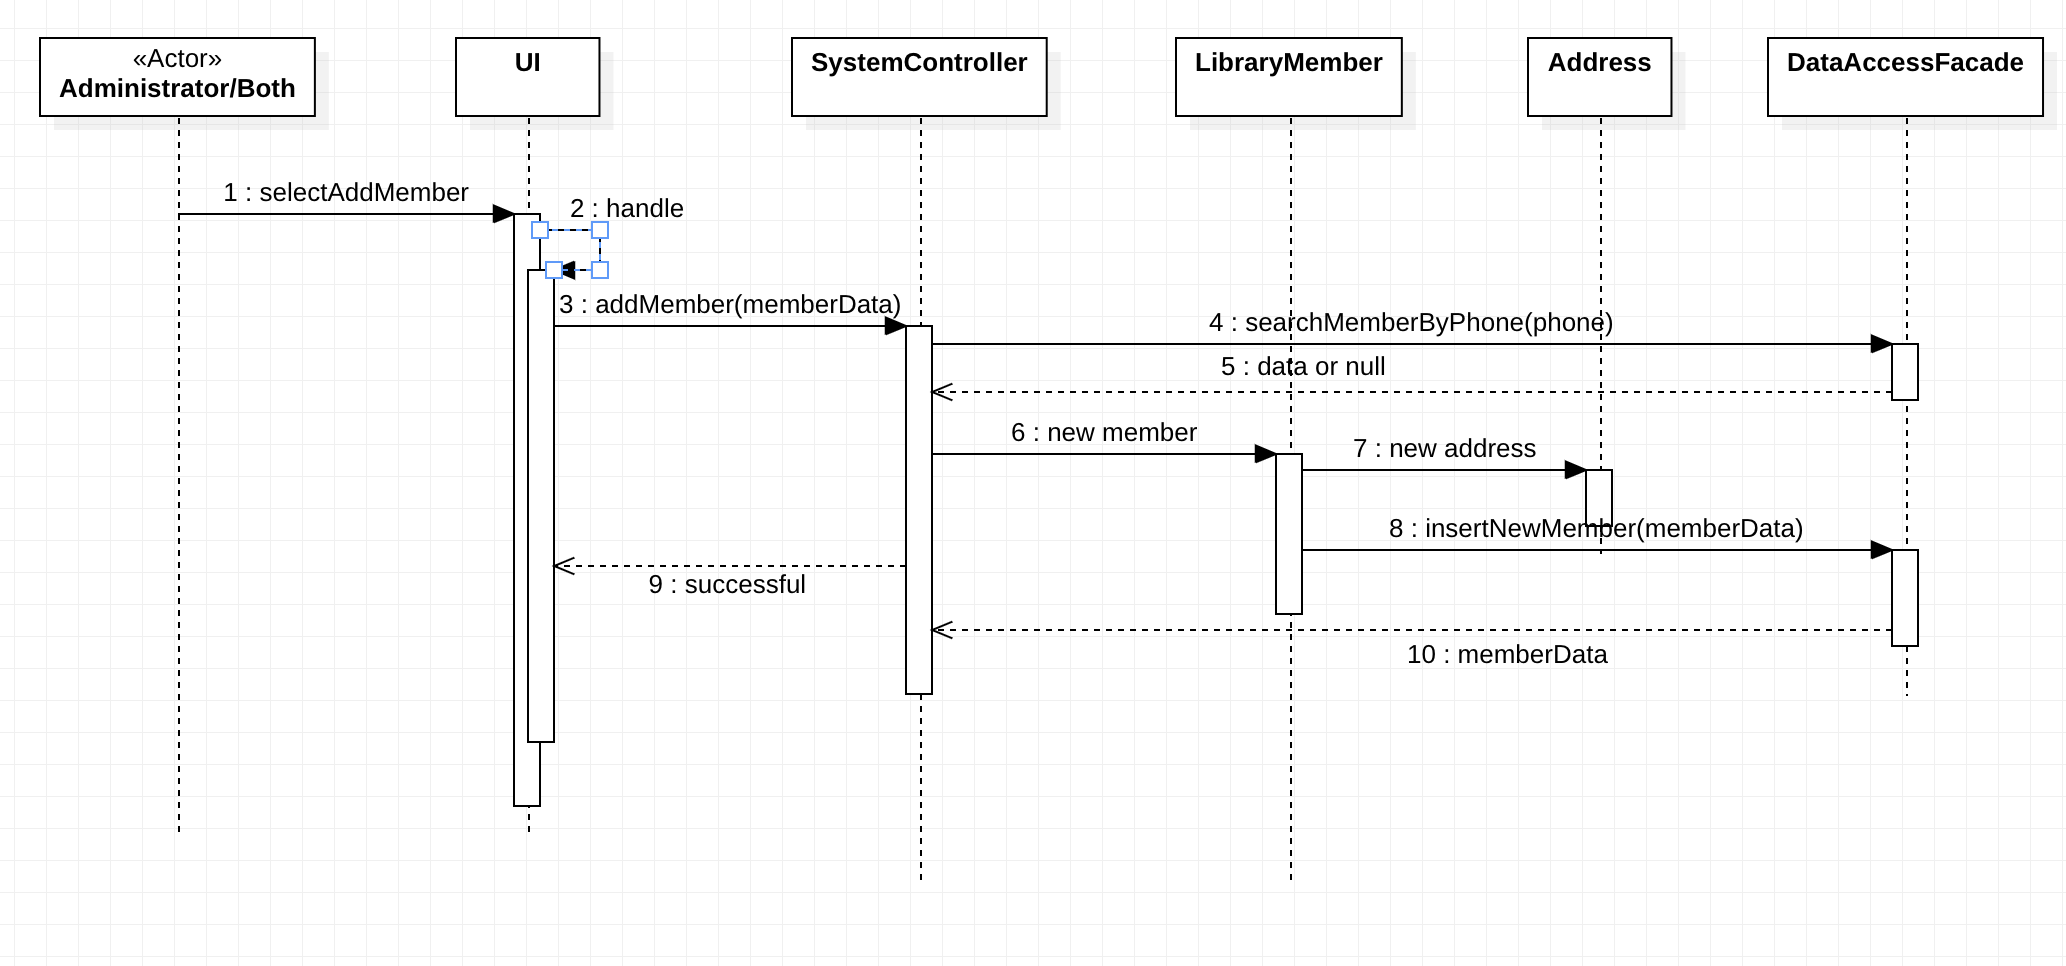 «Actor»
Administrator/Both
UI
SystemController
LibraryMember
Address
DataAccessFacade
1 : selectAddMember
2 : handle
3 : addMember(memberData)
4 : searchMemberByPhone(phone)
5 : data or null
6 : new member
7 : new address
8 : insertNewMember(memberData)
9 : successful
10 : memberData